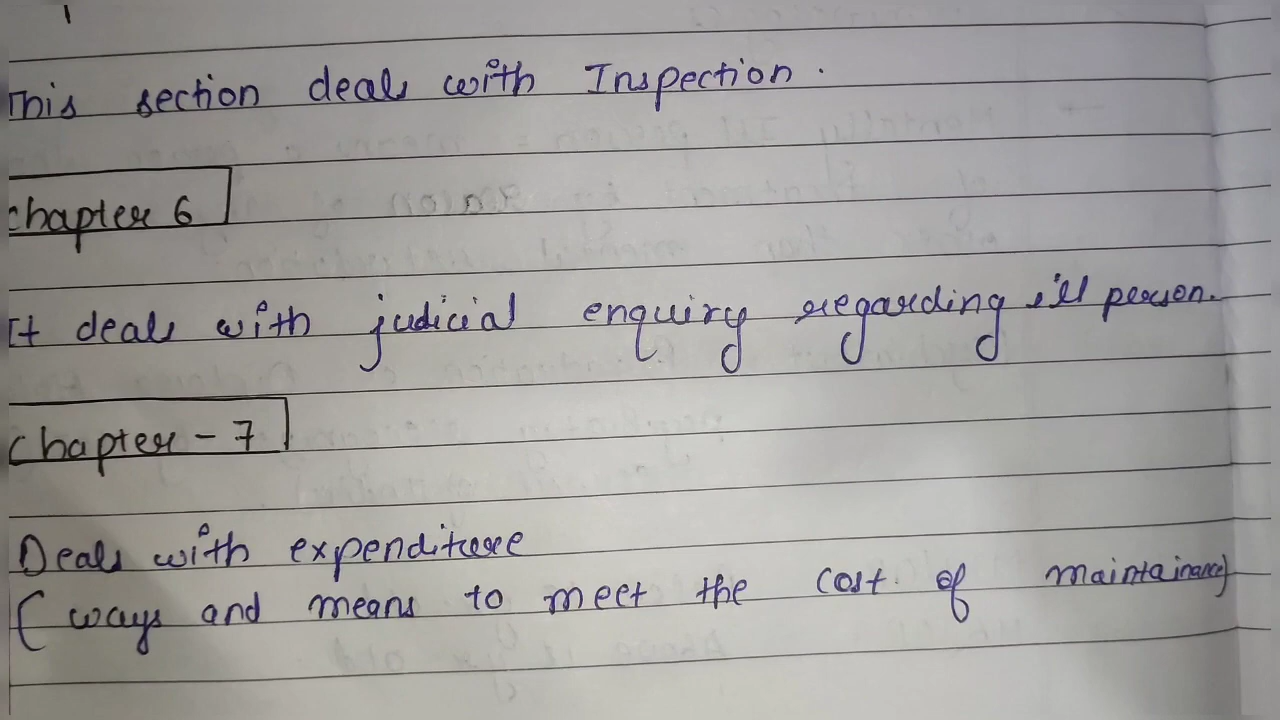 This section deals with Inspection.
Chapter 6
It deals with judicial enquiry regarding ill person.
Chapter - 7
Deals with expenditure
( ways and means to meet the cost of maintainance)